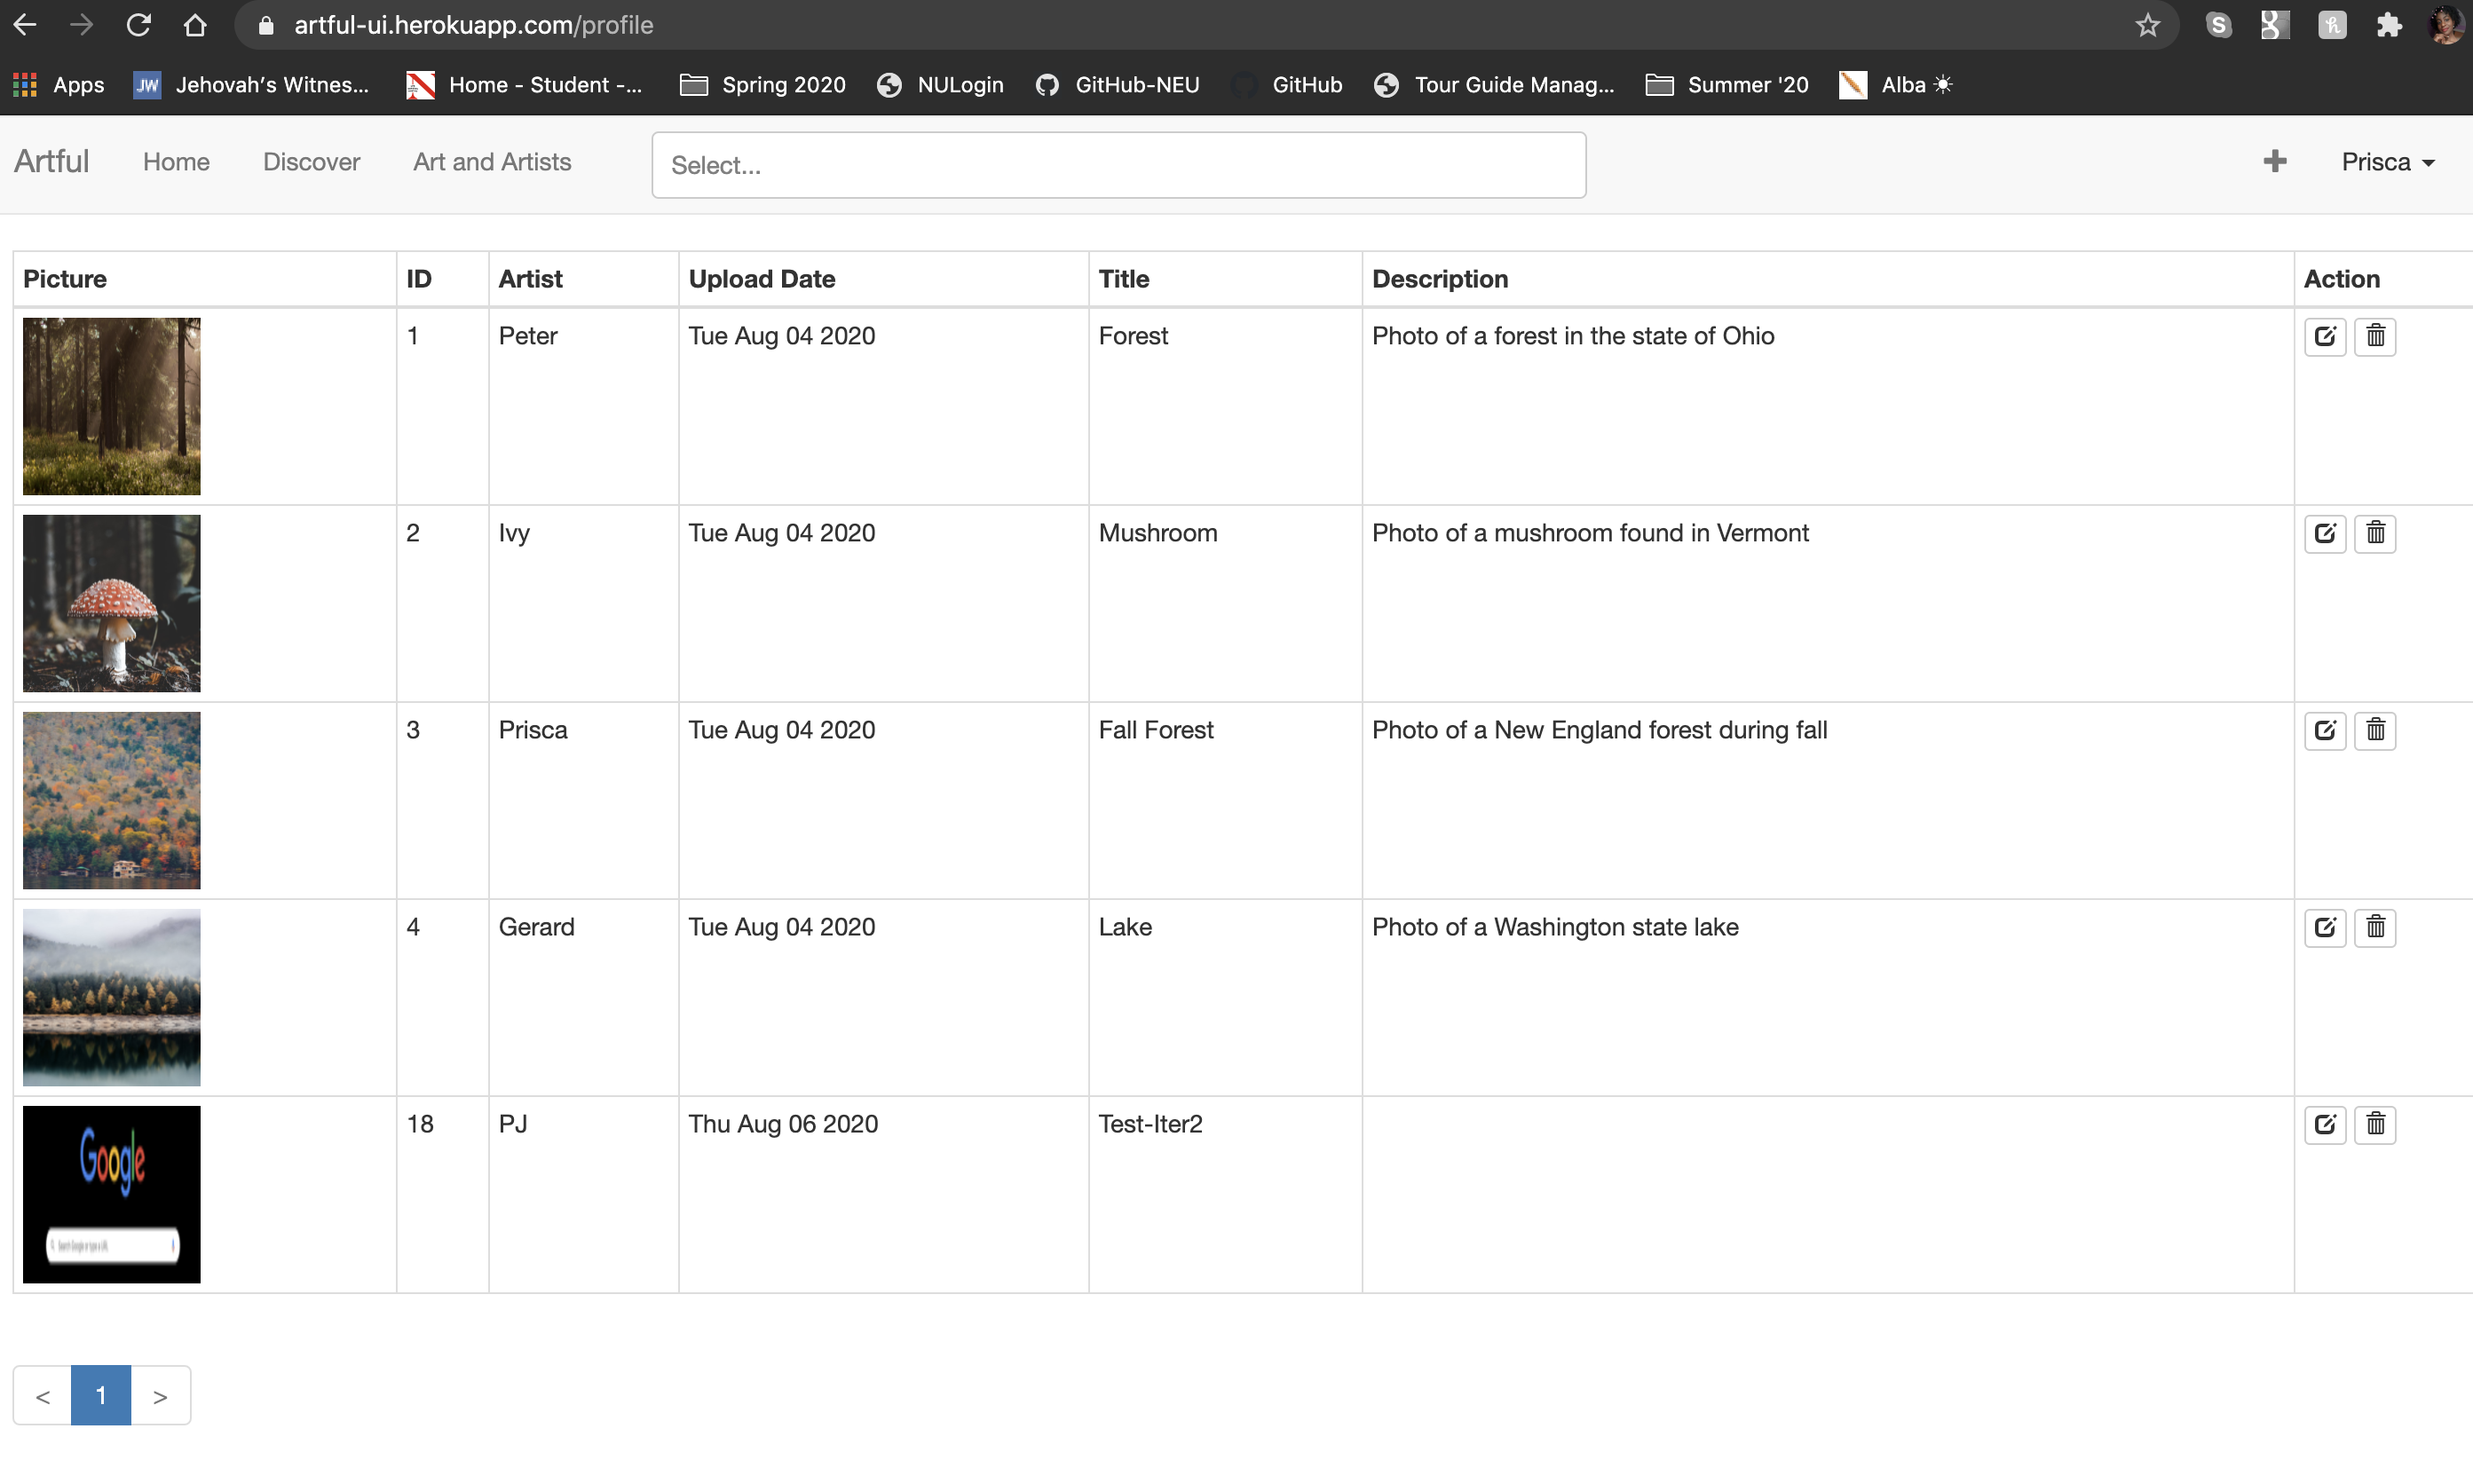 artful-ui.herokuapp.com/profile
Apps JW Jehovah's Witnes... Home - Student -... Spring 2020 NULogin GitHub-NEU GitHub Tour Guide Manag... Summer '20 Alba ☀
Artful Home Discover Art and Artists Select... + Prisca
Picture ID Artist Upload Date Title Description Action
1 Peter Tue Aug 04 2020 Forest Photo of a forest in the state of Ohio
2 Ivy Tue Aug 04 2020 Mushroom Photo of a mushroom found in Vermont
3 Prisca Tue Aug 04 2020 Fall Forest Photo of a New England forest during fall
4 Gerard Tue Aug 04 2020 Lake Photo of a Washington state lake
18 PJ Thu Aug 06 2020 Test-Iter2
Google
Search Google or type a URL
< 1 >